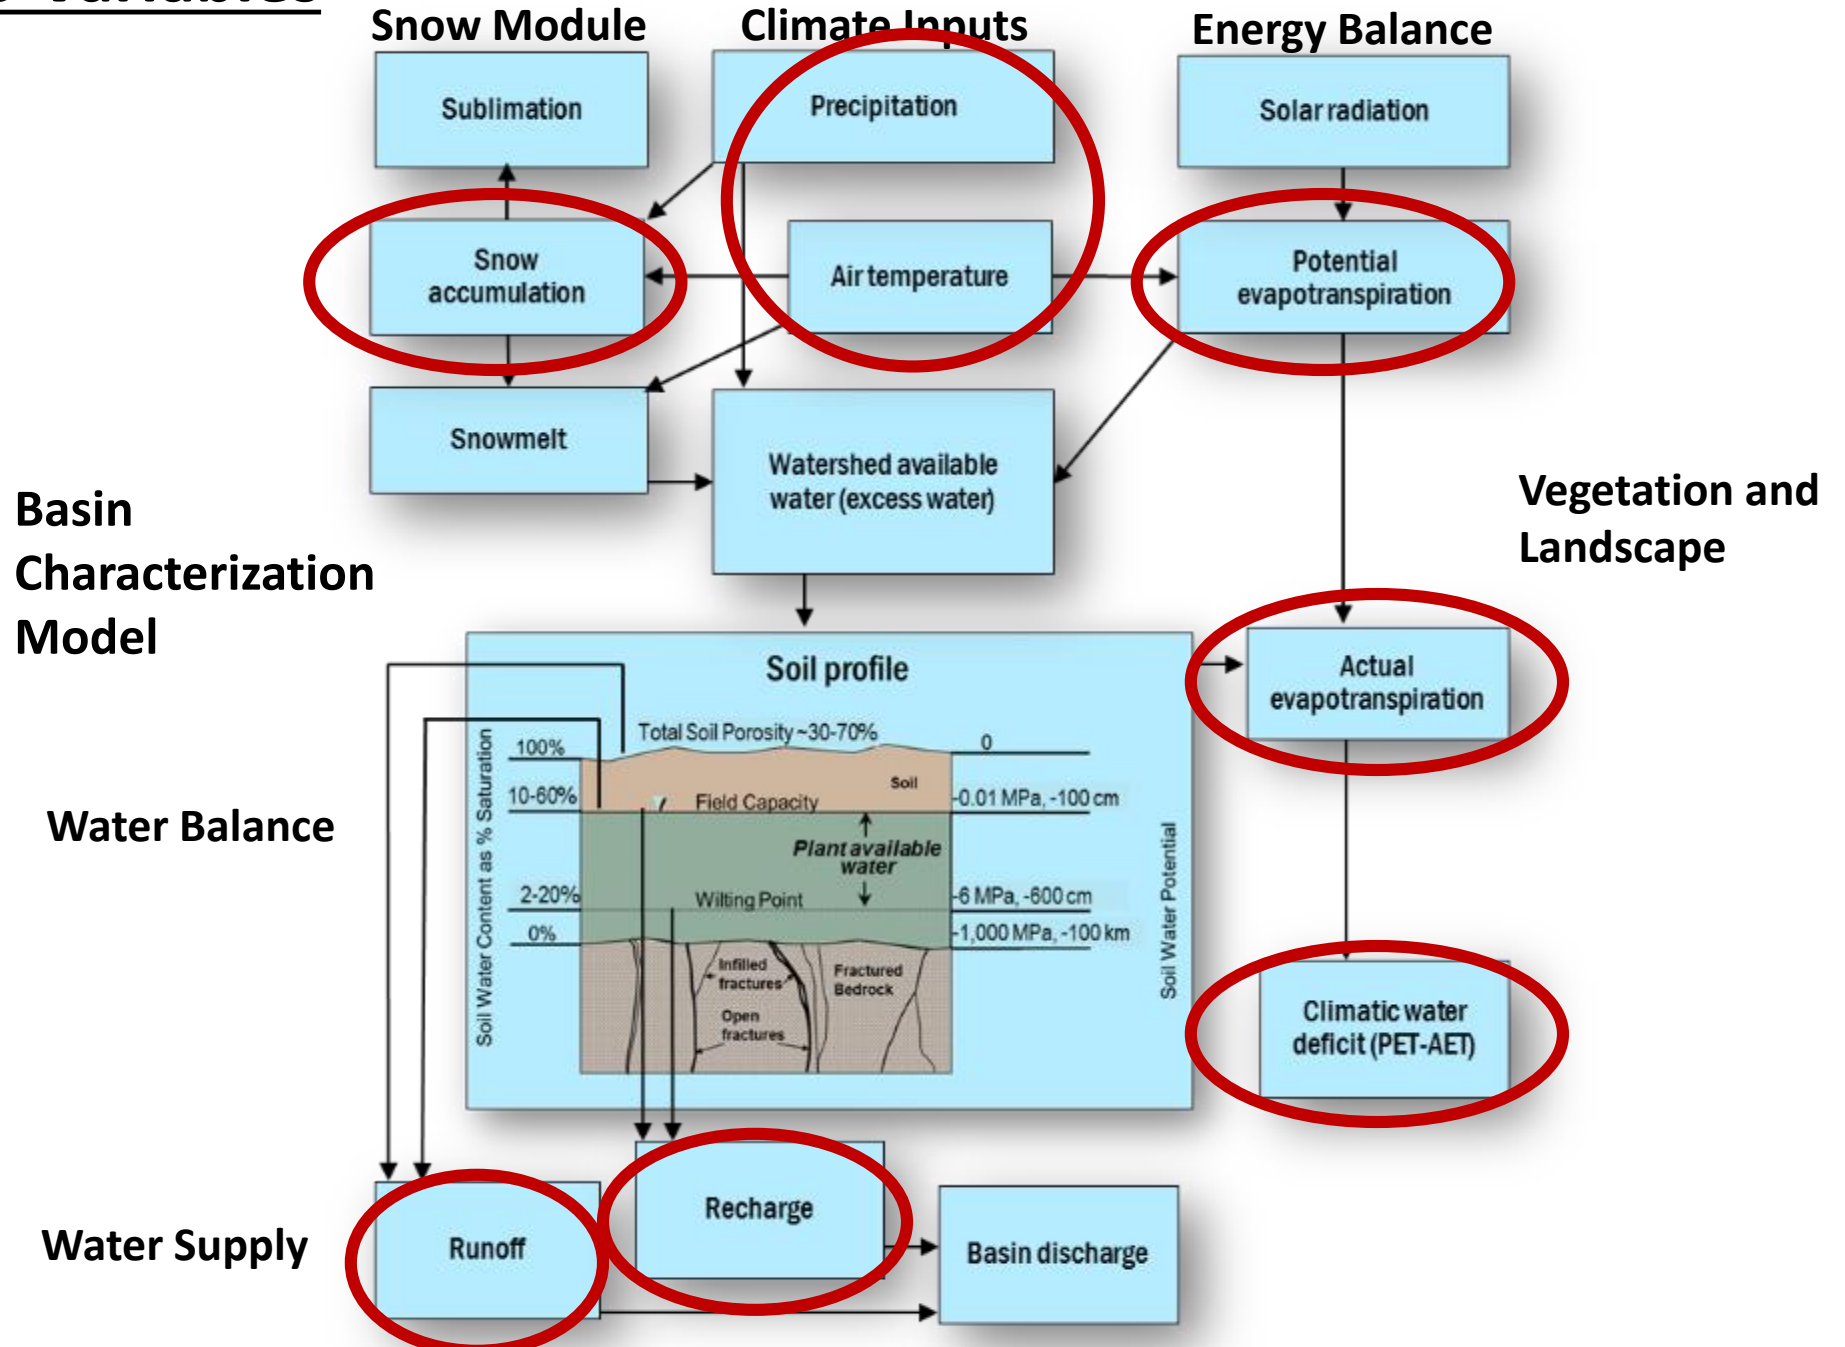 Variables
Snow Module
Climate Inputs
Energy Balance
Sublimation
Precipitation
Solar radiation
Snow
accumulation
Air temperature
Potential
evapotranspiration
Snowmelt
Watershed available
water (excess water)
Basin
Characterization
Model
Vegetation and
Landscape
Soil profile
Actual
evapotranspiration
Total Soil Porosity ~30-70%
100%
0
Soil
10-60%
Field Capacity
-0.01 MPa, -100 cm
Water Balance
Plant available
water
2-20%
Wilting Point
-6 MPa, -600 cm
0%
-1,000 MPa, -100 km
Soil Water Content as % Saturation
Soil Water Potential
Infilled
fractures
Fractured
Bedrock
Open
fractures
Climatic water
deficit (PET-AET)
Recharge
Water Supply
Runoff
Basin discharge